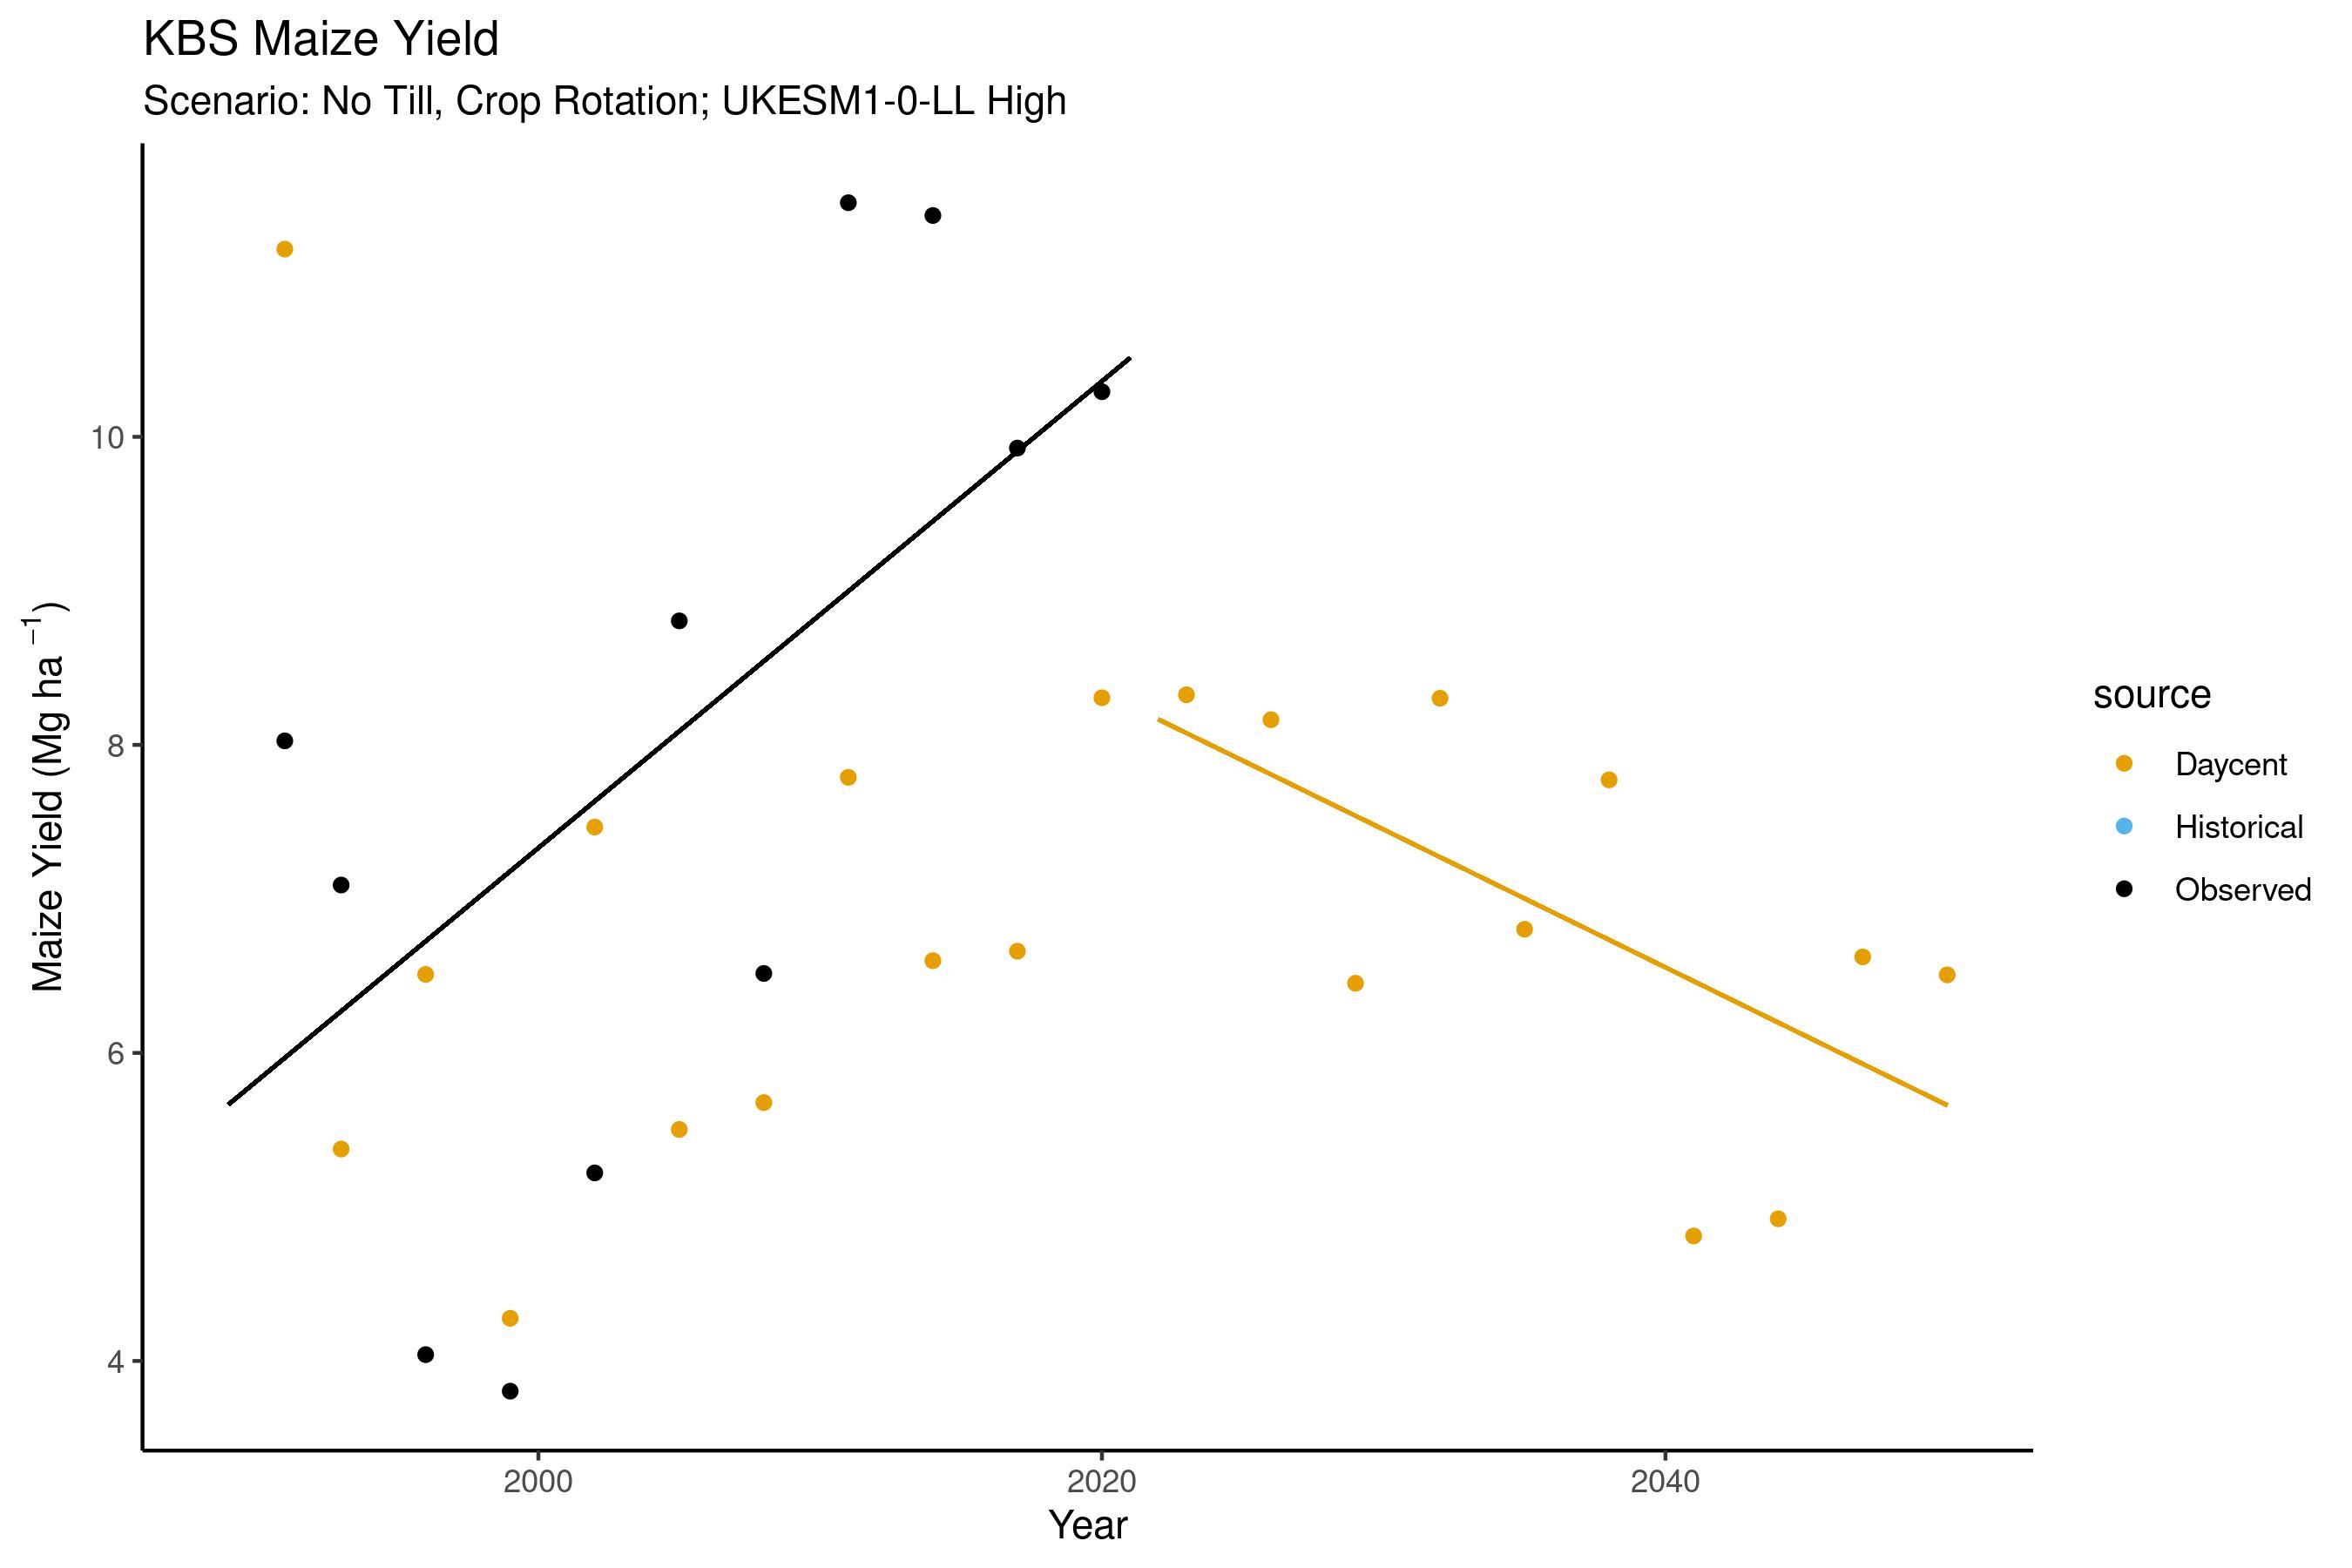 KBS Maize Yield
Scenario: No Till, Crop Rotation; UKESM1-0-LL High
Maize Yield (Mg ha⁻¹)
10
8
6
4
2000
2020
2040
Year
source
Daycent
Historical
Observed